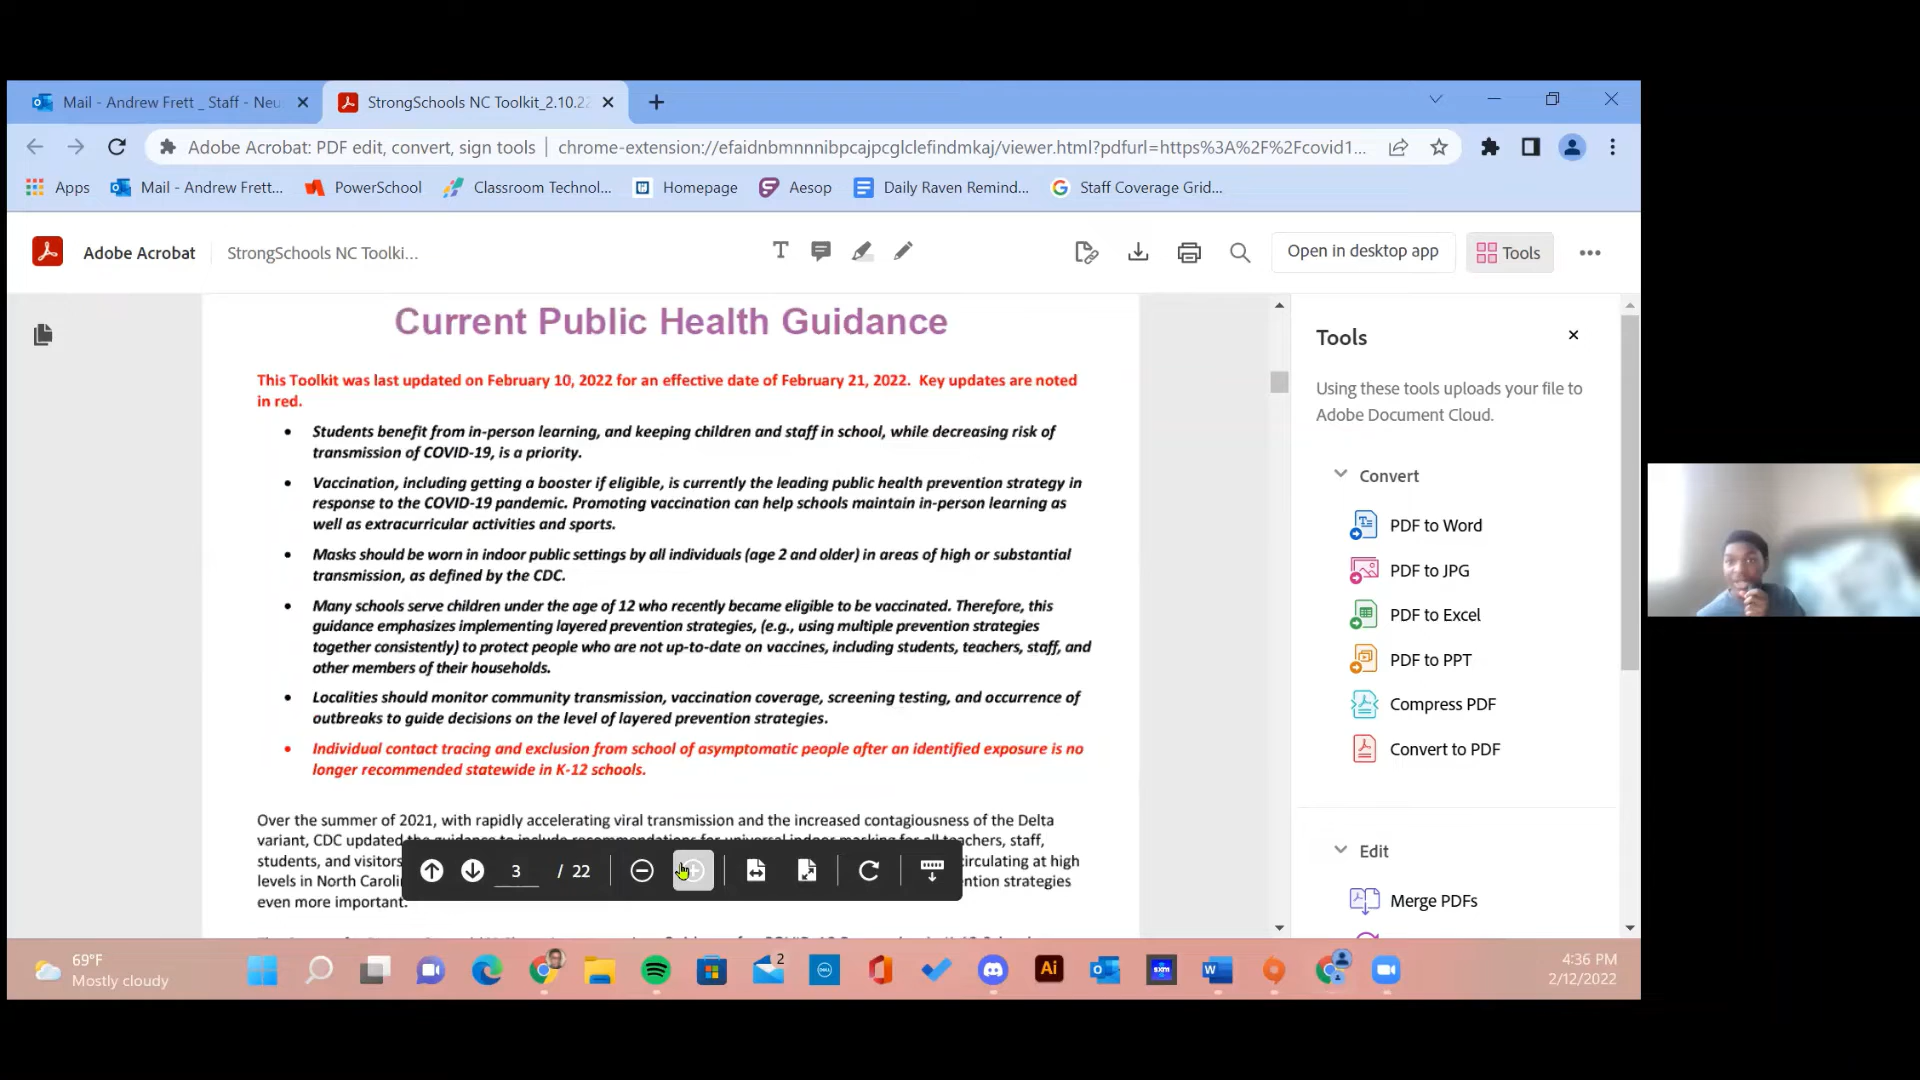 Mail - Andrew Frett _ Staff - Neu
StrongSchools NC Toolkit_2.10.22
Adobe Acrobat: PDF edit, convert, sign tools
chrome-extension://efaidnbmnnnibpcajpcglclefindmkaj/viewer.html?pdfurl=https%3A%2F%2Fcovid1...
Apps
Mail - Andrew Frett...
PowerSchool
Classroom Technol...
Homepage
Aesop
Daily Raven Remind...
Staff Coverage Grid...
Adobe Acrobat
StrongSchools NC Toolki...
Open in desktop app
Tools
Current Public Health Guidance
This Toolkit was last updated on February 10, 2022 for an effective date of February 21, 2022. Key updates are noted
in red.
• Students benefit from in-person learning, and keeping children and staff in school, while decreasing risk of
transmission of COVID-19, is a priority.
• Vaccination, including getting a booster if eligible, is currently the leading public health prevention strategy in
response to the COVID-19 pandemic. Promoting vaccination can help schools maintain in-person learning as
well as extracurricular activities and sports.
• Masks should be worn in indoor public settings by all individuals (age 2 and older) in areas of high or substantial
transmission, as defined by the CDC.
• Many schools serve children under the age of 12 who recently became eligible to be vaccinated. Therefore, this
guidance emphasizes implementing layered prevention strategies, (e.g., using multiple prevention strategies
together consistently) to protect people who are not up-to-date on vaccines, including students, teachers, staff, and
other members of their households.
• Localities should monitor community transmission, vaccination coverage, screening testing, and occurrence of
outbreaks to guide decisions on the level of layered prevention strategies.
• Individual contact tracing and exclusion from school of asymptomatic people after an identified exposure is no
longer recommended statewide in K-12 schools.
Over the summer of 2021, with rapidly accelerating viral transmission and the increased contagiousness of the Delta
variant, CDC updated the guidance to include recommendations for universal indoor masking for all teachers, staff,
students, and visitors circulating at high
levels in North Carolin ntion strategies
even more important.
3 / 22
Tools
Using these tools uploads your file to
Adobe Document Cloud.
Convert
PDF to Word
PDF to JPG
PDF to Excel
PDF to PPT
Compress PDF
Convert to PDF
Edit
Merge PDFs
69°F
Mostly cloudy
2
Ai
4:36 PM
2/12/2022